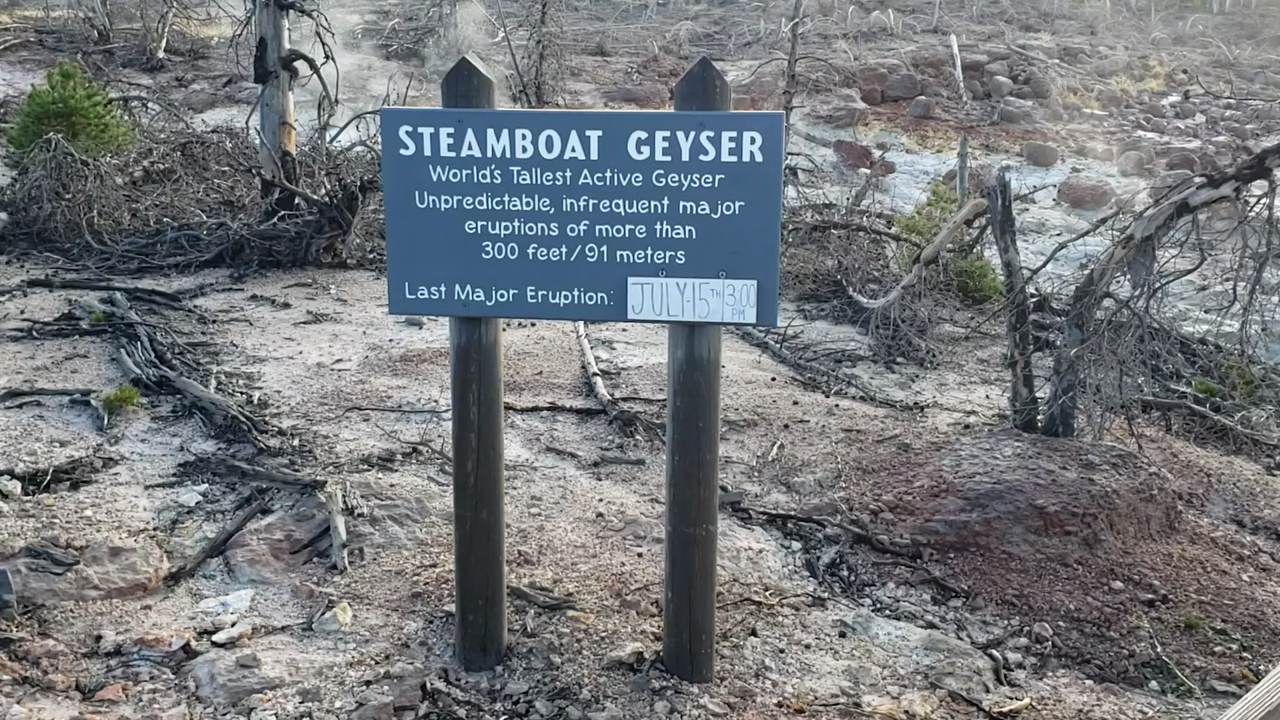 STEAMBOAT GEYSER
World's Tallest Active Geyser
Unpredictable, infrequent major
eruptions of more than
300 feet/91 meters
Last Major Eruption: JULY-15TH 3:00 PM